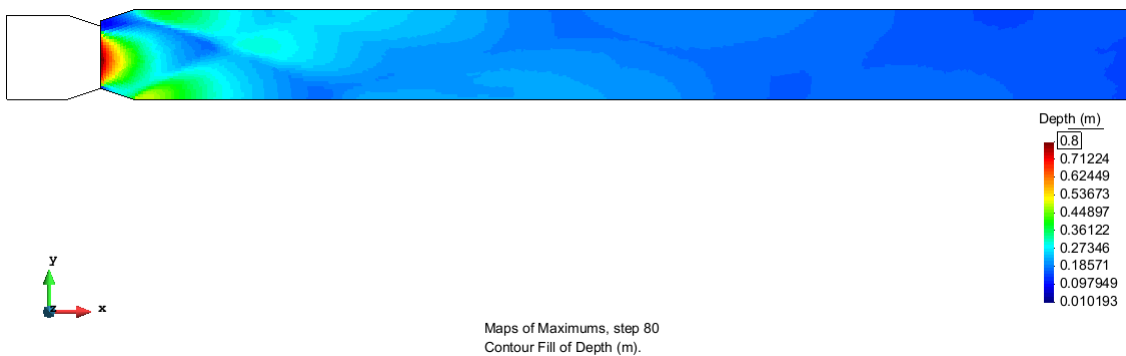 Depth (m)
0.8
0.71224
0.62449
0.53673
0.44897
0.36122
0.27346
0.18571
0.097949
0.010193
y
z
x
Maps of Maximums, step 80
Contour Fill of Depth (m).